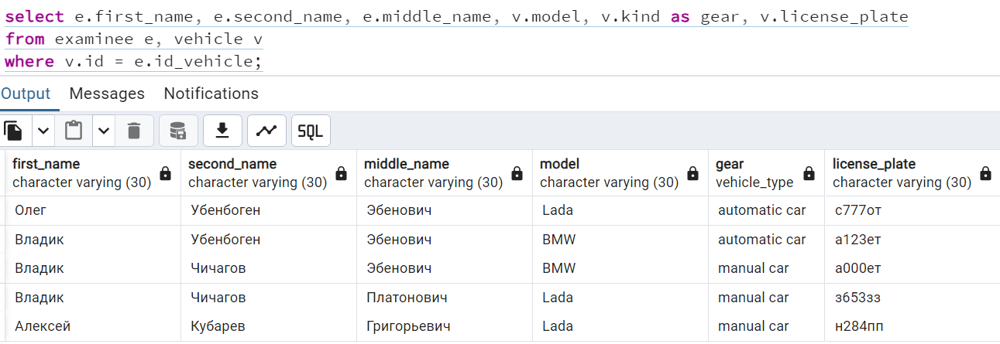 select e.first_name, e.second_name, e.middle_name, v.model, v.kind as gear, v.license_plate
from examinee e, vehicle v
where v.id = e.id_vehicle;
Output Messages Notifications
SQL
first_name second_name middle_name model gear license_plate
character varying (30) character varying (30) character varying (30) character varying (30) vehicle_type character varying (30)
Олег Убенбоген Эбенович Lada automatic car с777от
Владик Убенбоген Эбенович BMW automatic car а123ет
Владик Чичагов Эбенович BMW manual car а000ет
Владик Чичагов Платонович Lada manual car з653зз
Алексей Кубарев Григорьевич Lada manual car н284пп